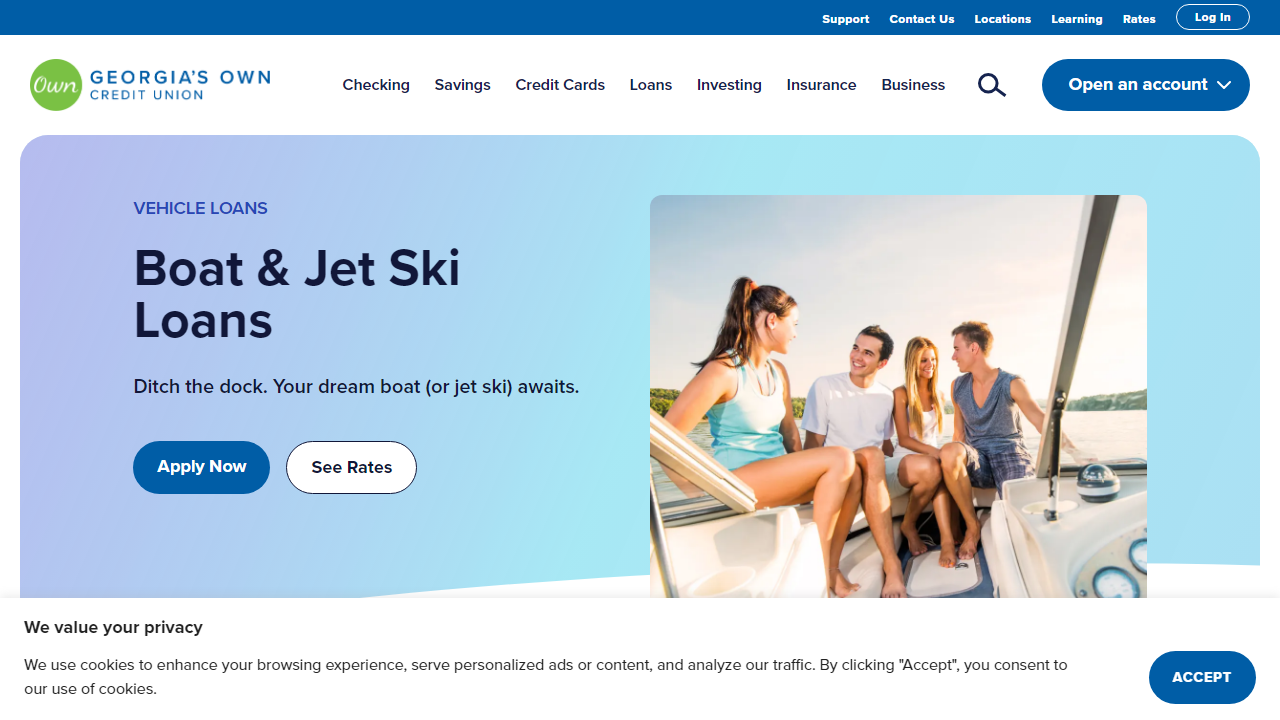 Support Contact Us Locations Learning Rates Log In
Own GEORGIA'S OWN
CREDIT UNION
Checking Savings Credit Cards Loans Investing Insurance Business Open an account
VEHICLE LOANS
Boat & Jet Ski
Loans
Ditch the dock. Your dream boat (or jet ski) awaits.
Apply Now See Rates
We value your privacy
We use cookies to enhance your browsing experience, serve personalized ads or content, and analyze our traffic. By clicking "Accept", you consent to
our use of cookies.
ACCEPT